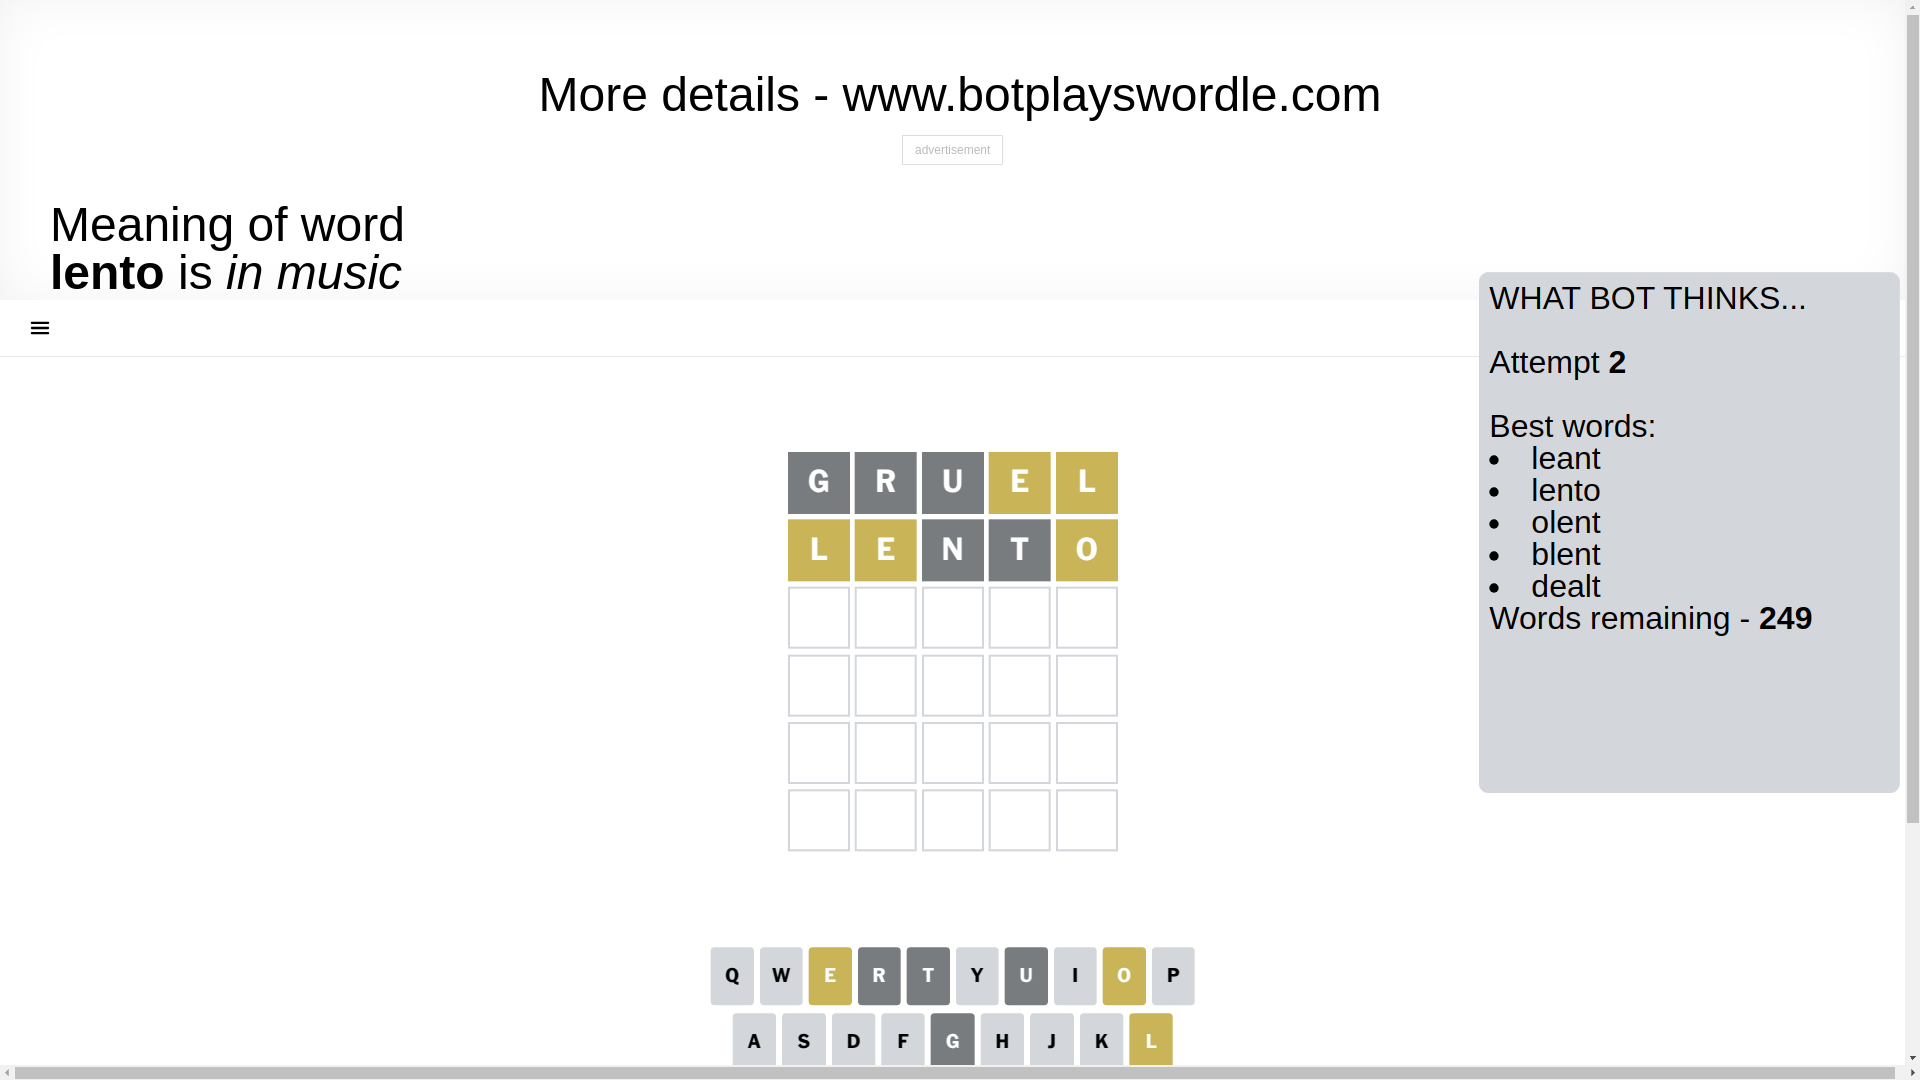 More details - www.botplayswordle.com
advertisement
Meaning of word
lento is in music
WHAT BOT THINKS...
Attempt 2
Best words:
leant
lento
olent
blent
dealt
Words remaining - 249
G R U E L
L E N T O
Q W E R T Y U I O P
A S D F G H J K L